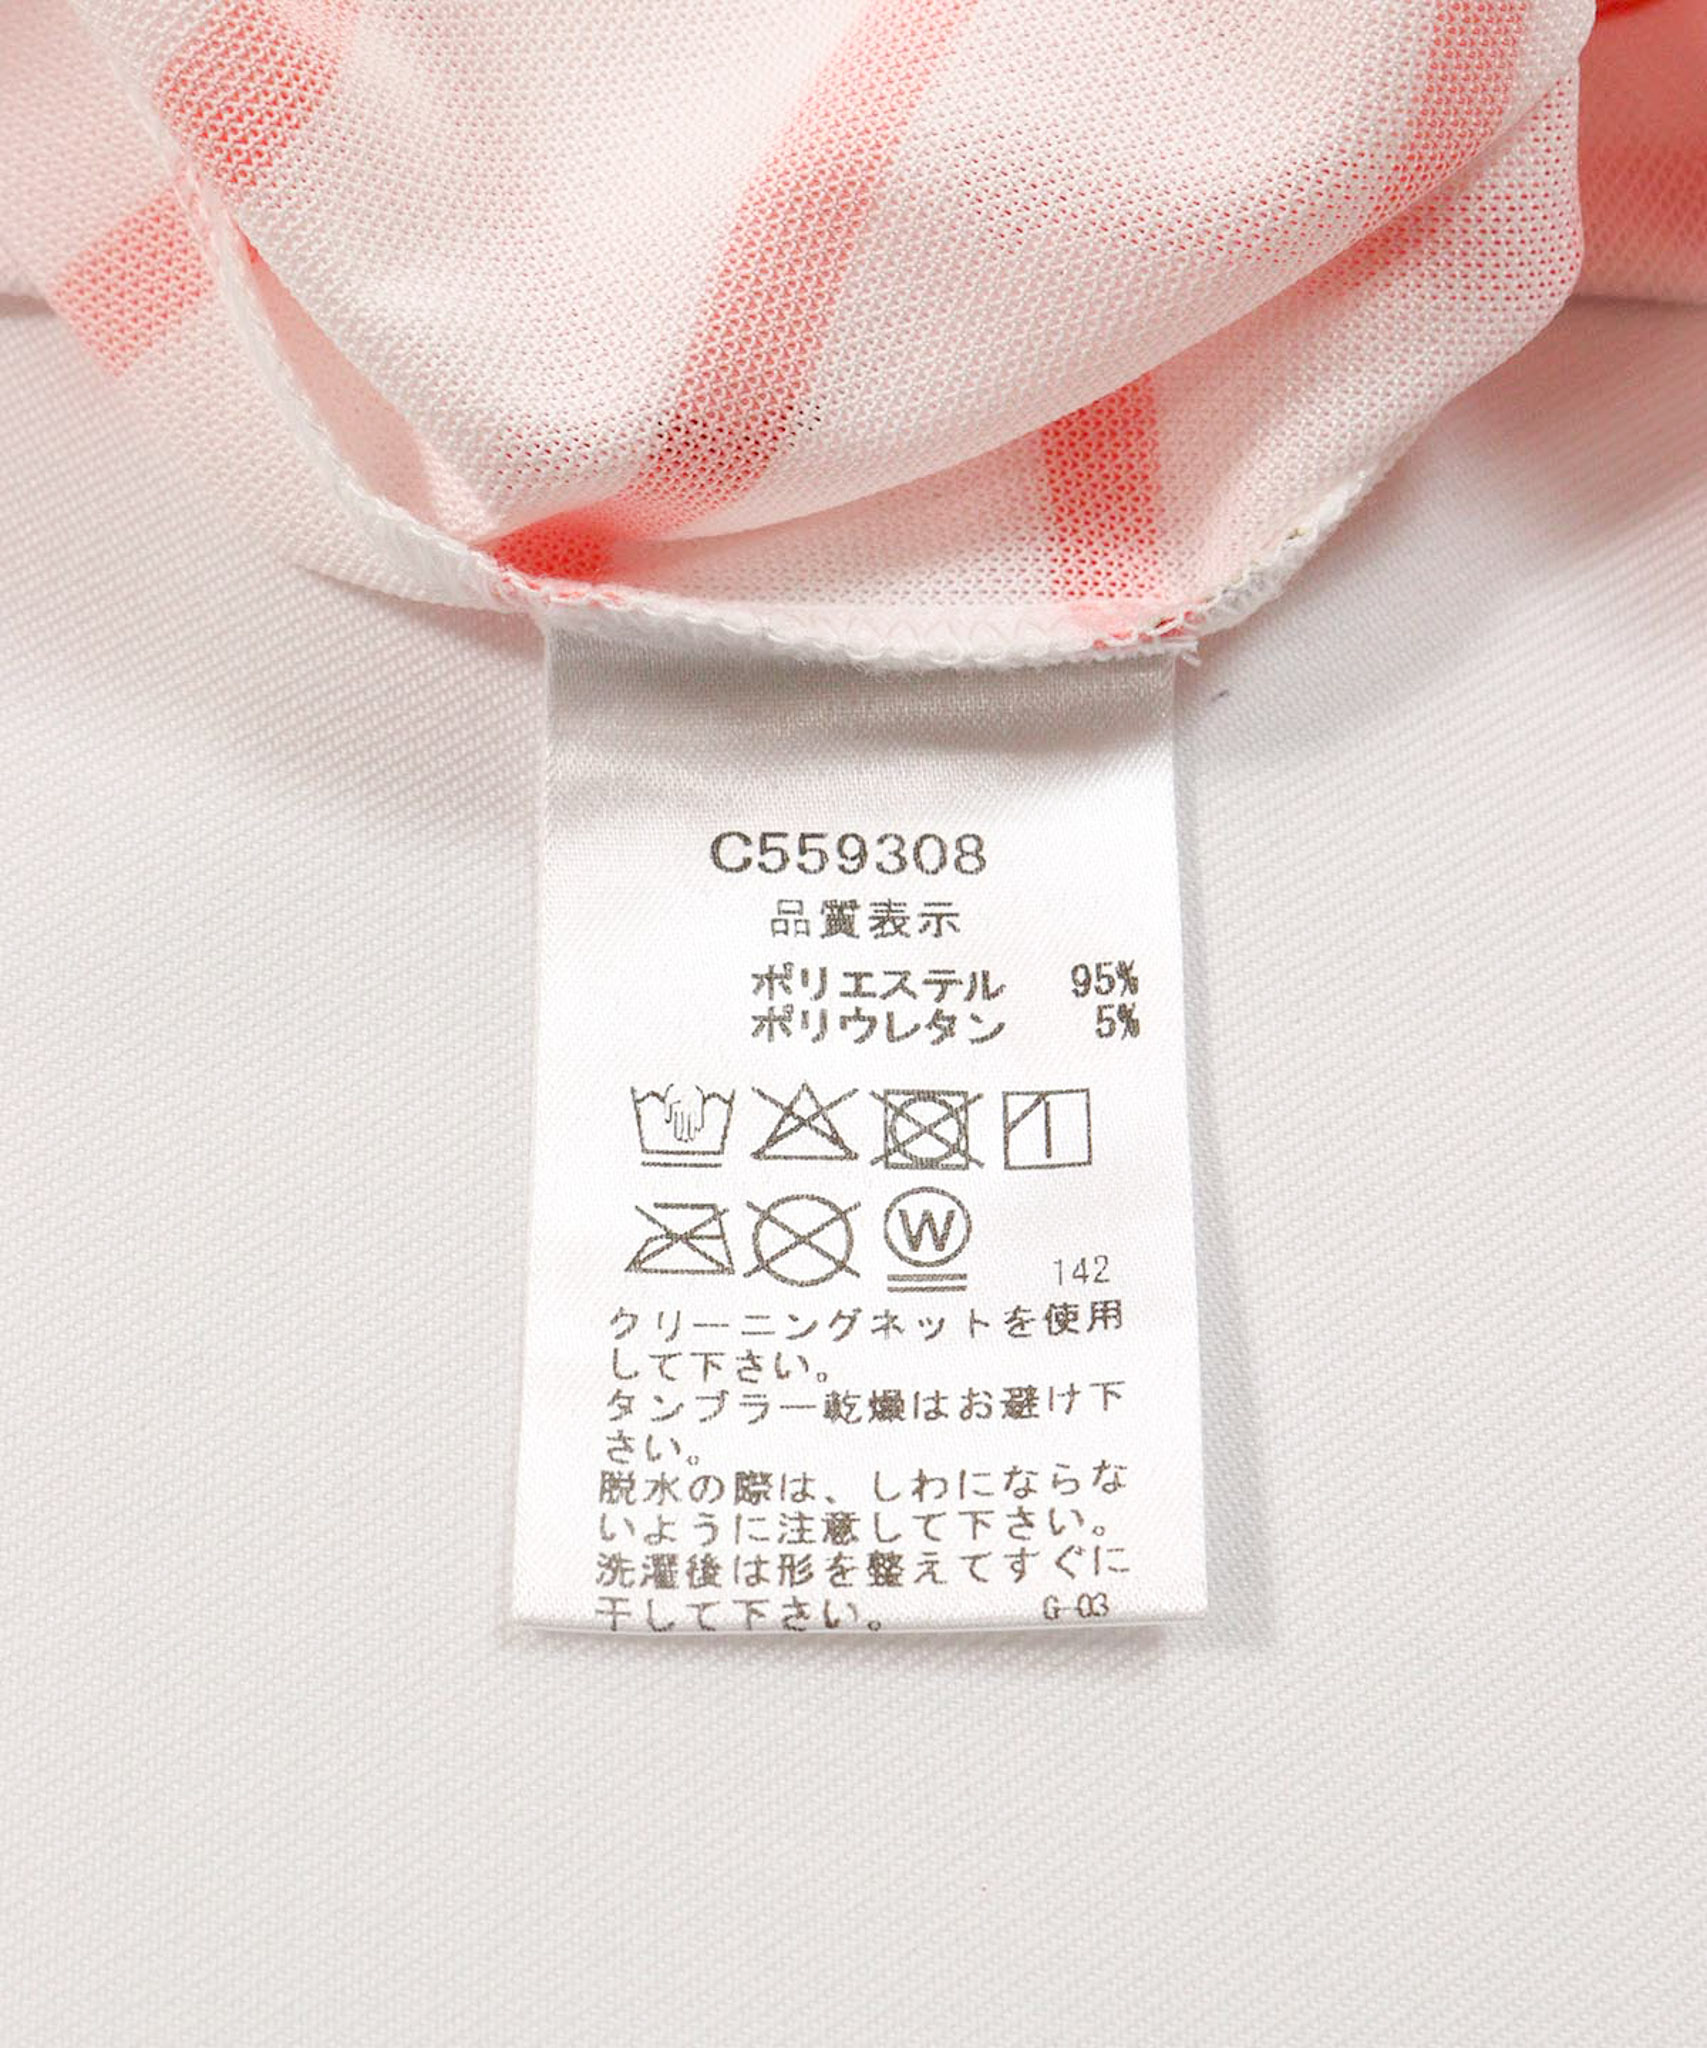 C559308
品質表示
ポリエステル 95%
ポリウレタン 5%
W
142
クリーニングネットを使用
して下さい。
タンブラー乾燥はお避け下
さい。
脱水の際は、しわにならな
いように注意して下さい。
洗濯後は形を整えてすぐに
干して下さい。 G-03